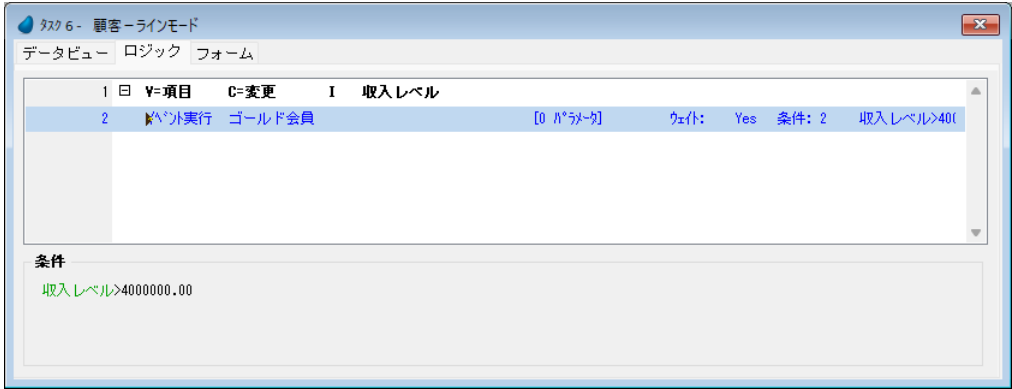 タスク 6 - 顧客－ラインモード
データビュー ロジック フォーム
1 V=項目 C=変更 I 収入レベル
2 イベント実行 ゴールド会員 [0 パラメータ] ウェイト: Yes 条件: 2 収入レベル>400
条件
収入レベル>4000000.00